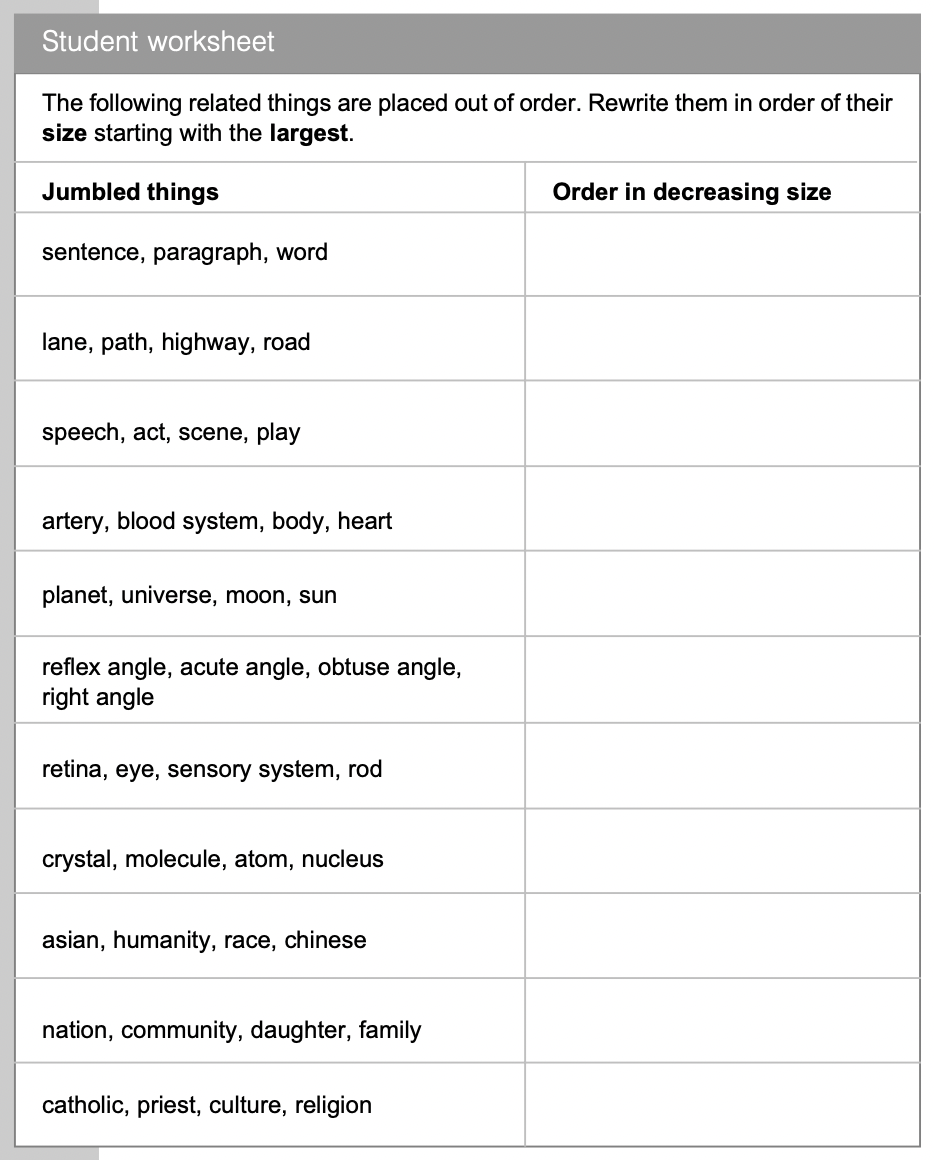 Student worksheet
The following related things are placed out of order. Rewrite them in order of their
size starting with the largest.
Jumbled things
Order in decreasing size
sentence, paragraph, word
lane, path, highway, road
speech, act, scene, play
artery, blood system, body, heart
planet, universe, moon, sun
reflex angle, acute angle, obtuse angle,
right angle
retina, eye, sensory system, rod
crystal, molecule, atom, nucleus
asian, humanity, race, chinese
nation, community, daughter, family
catholic, priest, culture, religion